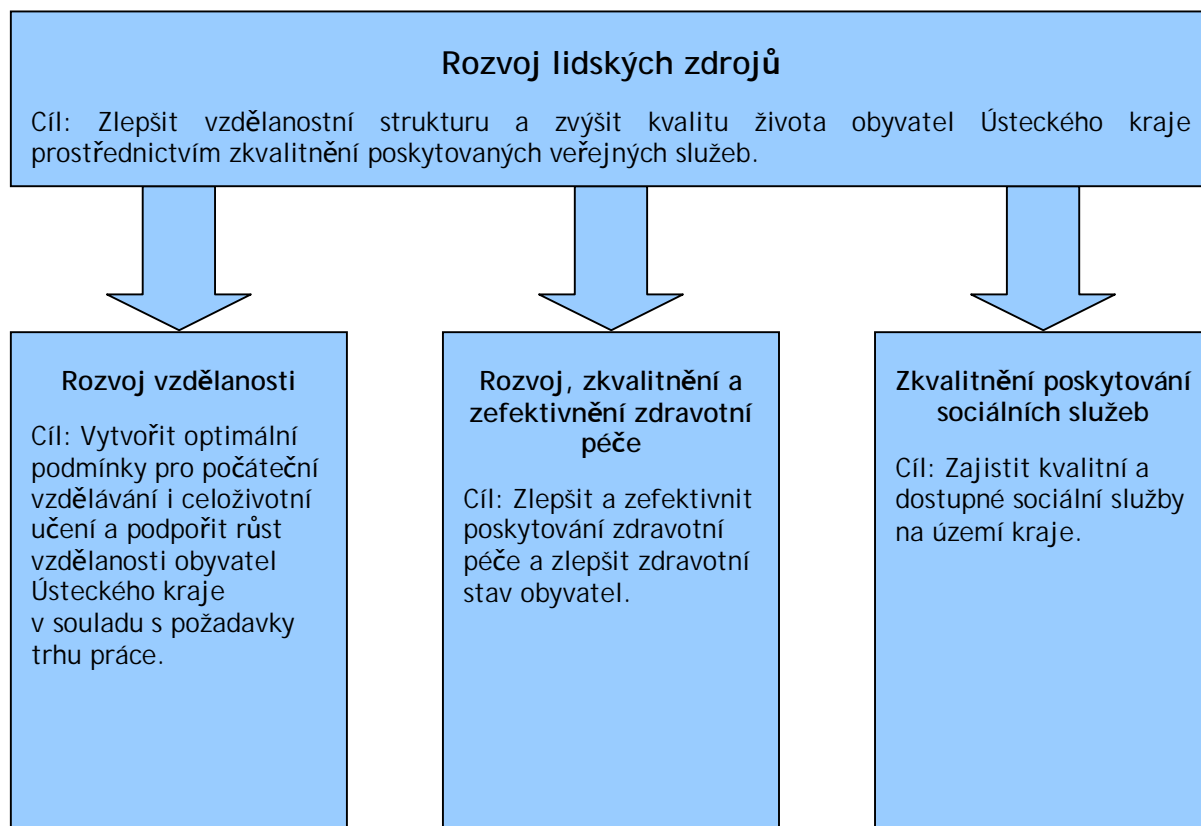 Rozvoj lidských zdrojů
Cíl: Zlepšit vzdělanostní strukturu a zvýšit kvalitu života obyvatel Ústeckého kraje
prostřednictvím zkvalitnění poskytovaných veřejných služeb.
Rozvoj vzdělanosti
Cíl: Vytvořit optimální
podmínky pro počáteční
vzdělávání i celoživotní
učení a podpořit růst
vzdělanosti obyvatel
Ústeckého kraje
v souladu s požadavky
trhu práce.
Rozvoj, zkvalitnění a
zefektivnění zdravotní
péče
Cíl: Zlepšit a zefektivnit
poskytování zdravotní
péče a zlepšit zdravotní
stav obyvatel.
Zkvalitnění poskytování
sociálních služeb
Cíl: Zajistit kvalitní a
dostupné sociální služby
na území kraje.